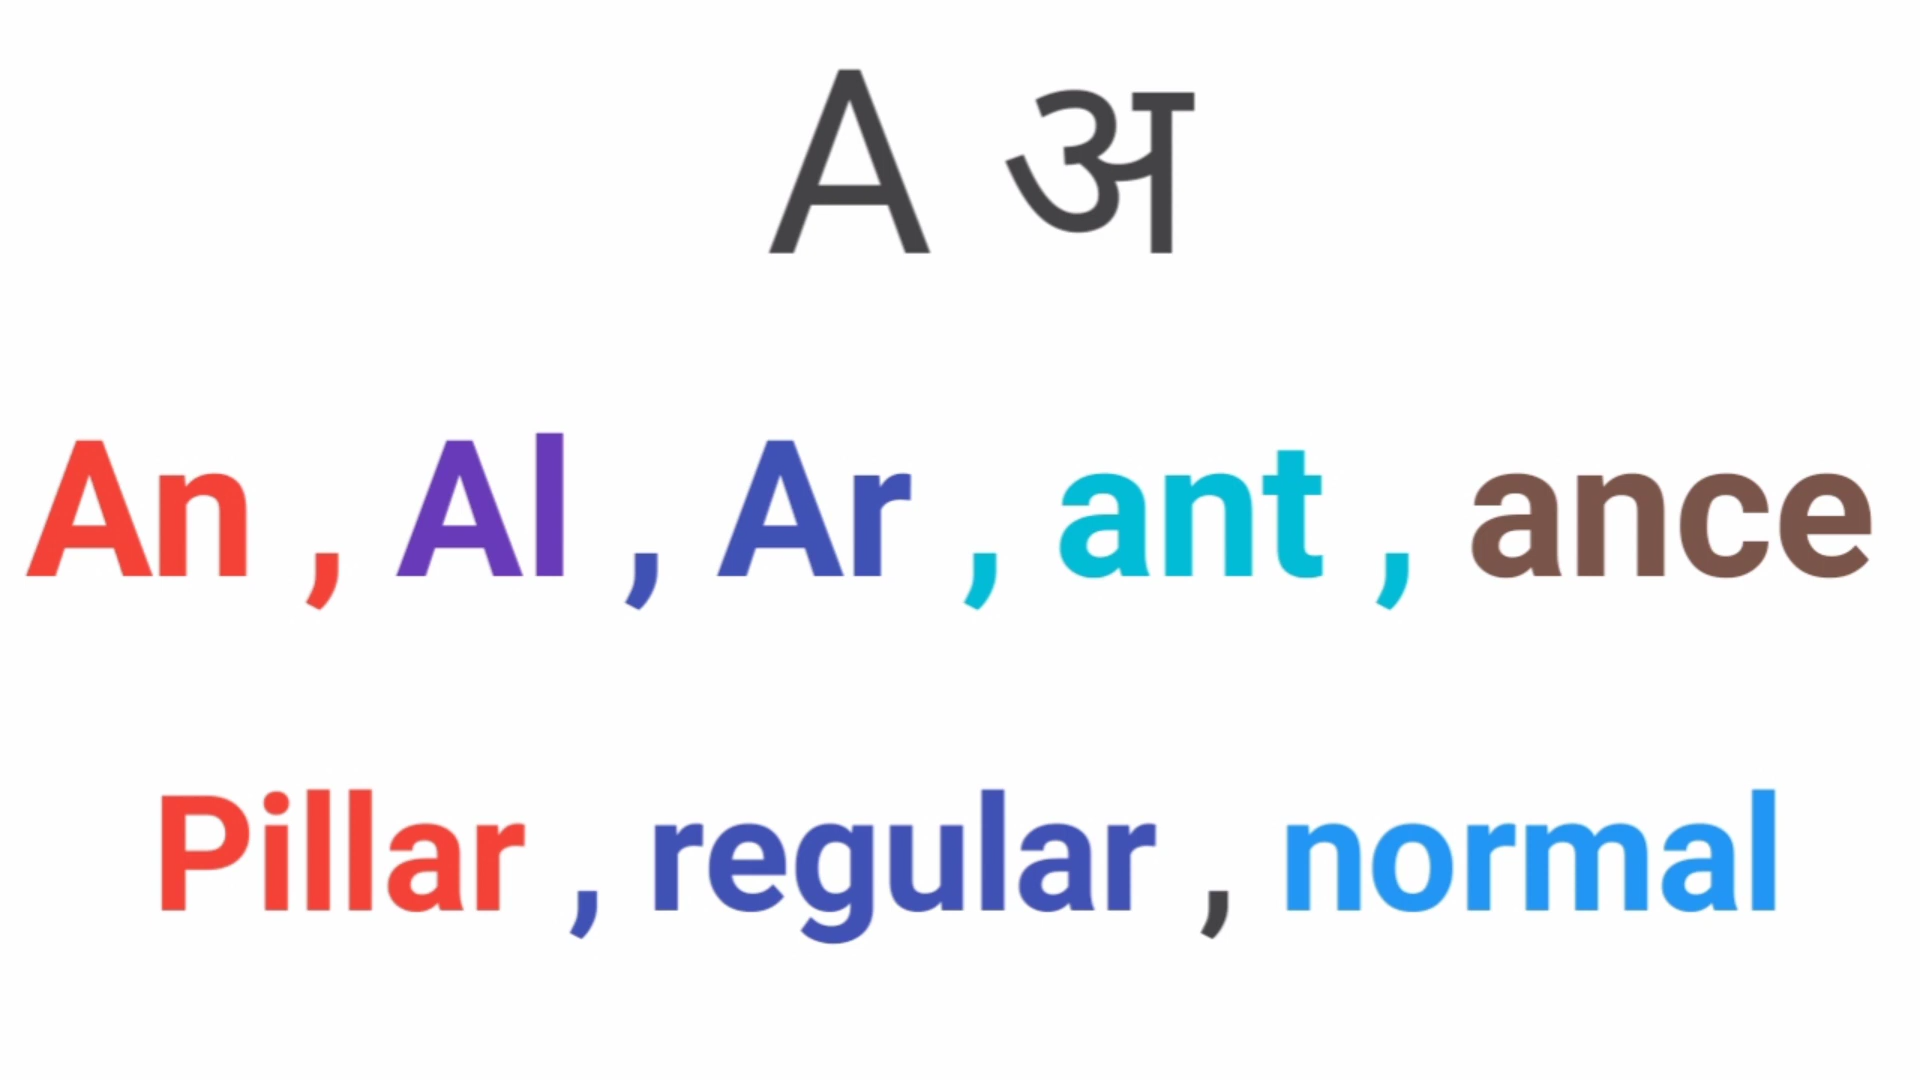 A अ
An , Al , Ar , ant , ance
Pillar , regular , normal